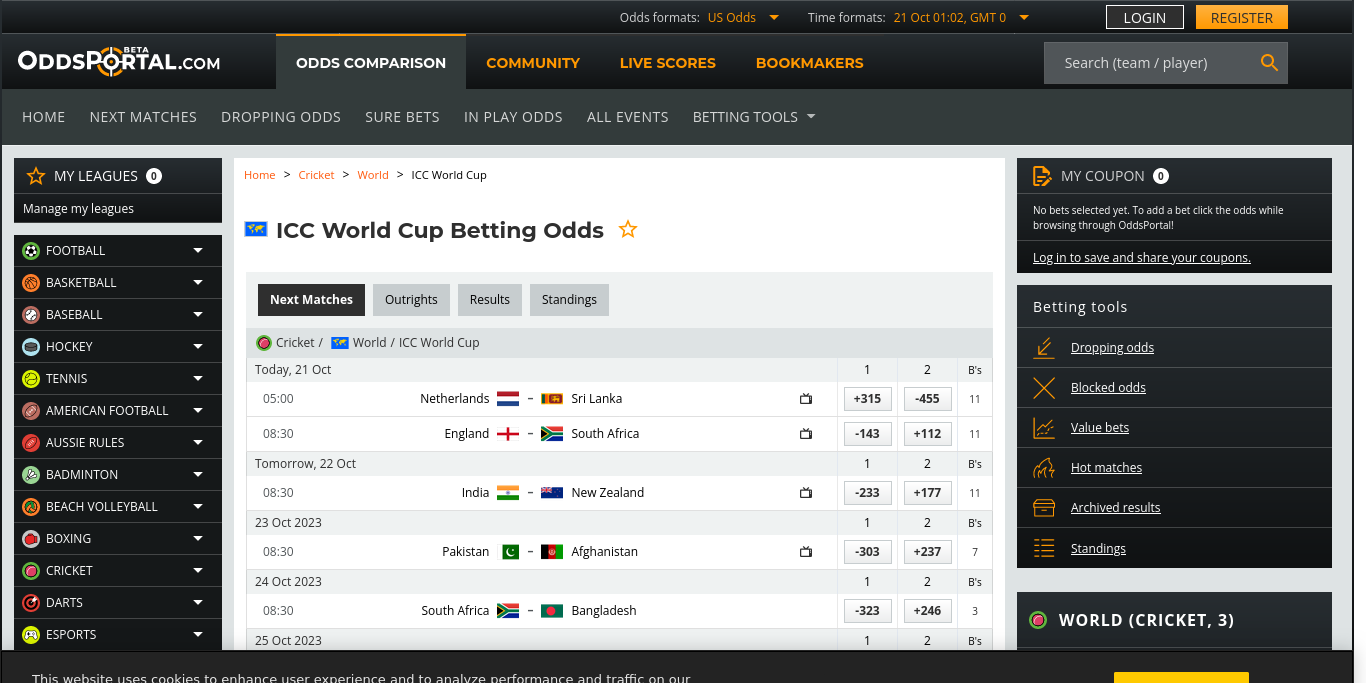 Odds formats: US Odds Time formats: 21 Oct 01:02, GMT 0 LOGIN REGISTER
ODDSPORTAL.COM BETA ODDS COMPARISON COMMUNITY LIVE SCORES BOOKMAKERS Search (team / player)
HOME NEXT MATCHES DROPPING ODDS SURE BETS IN PLAY ODDS ALL EVENTS BETTING TOOLS
MY LEAGUES 0
Manage my leagues
FOOTBALL
BASKETBALL
BASEBALL
HOCKEY
TENNIS
AMERICAN FOOTBALL
AUSSIE RULES
BADMINTON
BEACH VOLLEYBALL
BOXING
CRICKET
DARTS
ESPORTS
Home > Cricket > World > ICC World Cup
ICC World Cup Betting Odds
Next Matches Outrights Results Standings
Cricket / World / ICC World Cup
Today, 21 Oct 1 2 B's
05:00 Netherlands – Sri Lanka +315 -455 11
08:30 England – South Africa -143 +112 11
Tomorrow, 22 Oct 1 2 B's
08:30 India – New Zealand -233 +177 11
23 Oct 2023 1 2 B's
08:30 Pakistan – Afghanistan -303 +237 7
24 Oct 2023 1 2 B's
08:30 South Africa – Bangladesh -323 +246 3
25 Oct 2023 1 2 B's
MY COUPON 0
No bets selected yet. To add a bet click the odds while
browsing through OddsPortal!
Log in to save and share your coupons.
Betting tools
Dropping odds
Blocked odds
Value bets
Hot matches
Archived results
Standings
WORLD (CRICKET, 3)
This website uses cookies to enhance user experience and to analyze performance and traffic on our